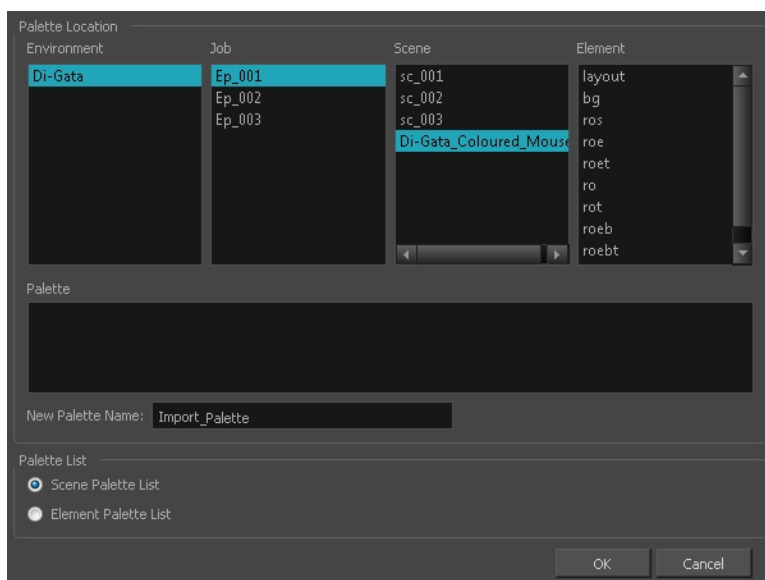 Palette Location
Environment Job Scene Element
Di-Gata Ep_001 sc_001 layout
Ep_002 sc_002 bg
Ep_003 sc_003 ros
Di-Gata_Coloured_Mouse roe
roet
ro
rot
roeb
roebt
Palette
New Palette Name: Import_Palette
Palette List
Scene Palette List
Element Palette List
OK Cancel